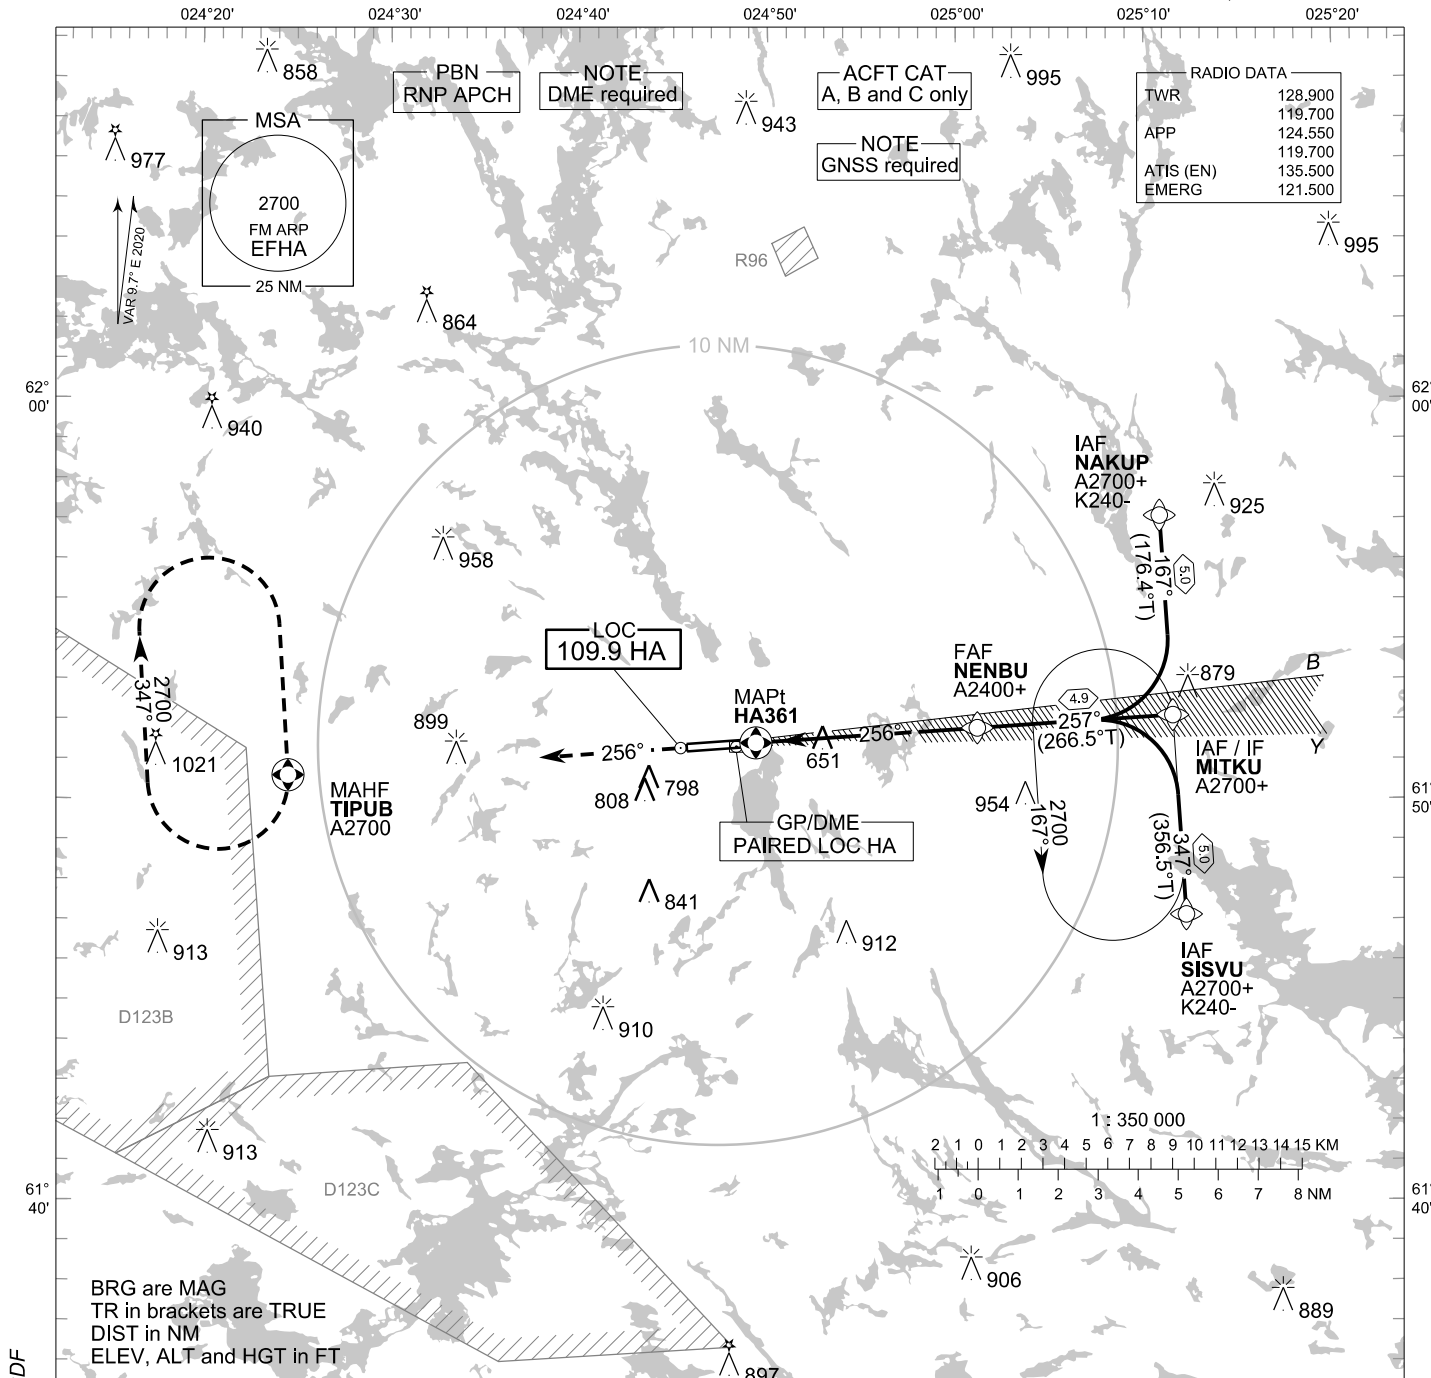 024°20' 024°30' 024°40' 024°50' 025°00' 025°10' 025°20'
858
PBN
RNP APCH
NOTE
DME required
943
ACFT CAT
A, B and C only
995
NOTE
GNSS required
RADIO DATA
TWR 128.900
119.700
APP 124.550
119.700
ATIS (EN) 135.500
EMERG 121.500
977
MSA
2700
FM ARP
EFHA
25 NM
VAR 9.7° E 2020
R96
995
864
10 NM
62°
00'
62°
00'
940
IAF
NAKUP
A2700+
K240-
925
958
167°
(176.4°T)
5.0
LOC
109.9 HA
FAF
NENBU
A2400+
879
B
Y
4.9
257°
(266.5°T)
MAPt
HA361
899
256°
256°
651
IAF / IF
MITKU
A2700+
2700
347°
1021
MAHF
TIPUB
A2700
798
808
954
2700
167°
61°
50'
GP/DME
PAIRED LOC HA
347°
(356.5°T)
5.0
841
912
913
IAF
SISVU
A2700+
K240-
D123B
910
913
D123C
1 : 350 000
2 1 0 1 2 3 4 5 6 7 8 9 10 11 12 13 14 15 KM
1 0 1 2 3 4 5 6 7 8 NM
61°
40'
61°
40'
906
889
BRG are MAG
TR in brackets are TRUE
DIST in NM
ELEV, ALT and HGT in FT
897
DF